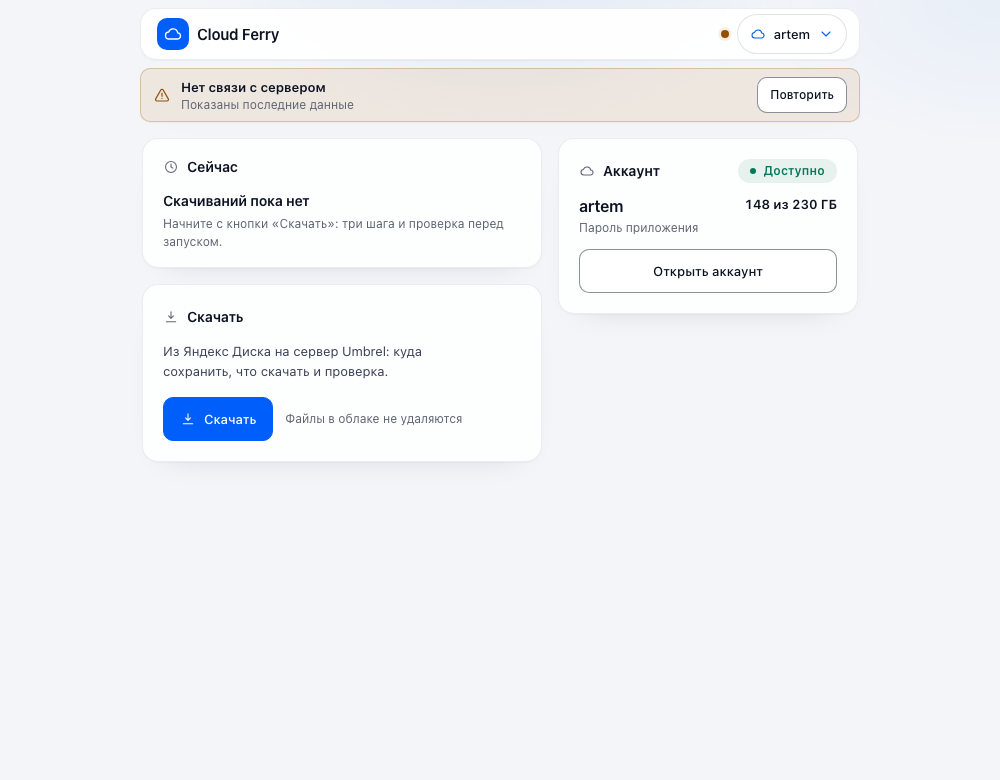 Cloud Ferry
artem
Нет связи с сервером
Показаны последние данные
Повторить
Сейчас
Скачиваний пока нет
Начните с кнопки «Скачать»: три шага и проверка перед
запуском.
Скачать
Из Яндекс Диска на сервер Umbrel: куда
сохранить, что скачать и проверка.
Скачать
Файлы в облаке не удаляются
Аккаунт
Доступно
artem
148 из 230 ГБ
Пароль приложения
Открыть аккаунт